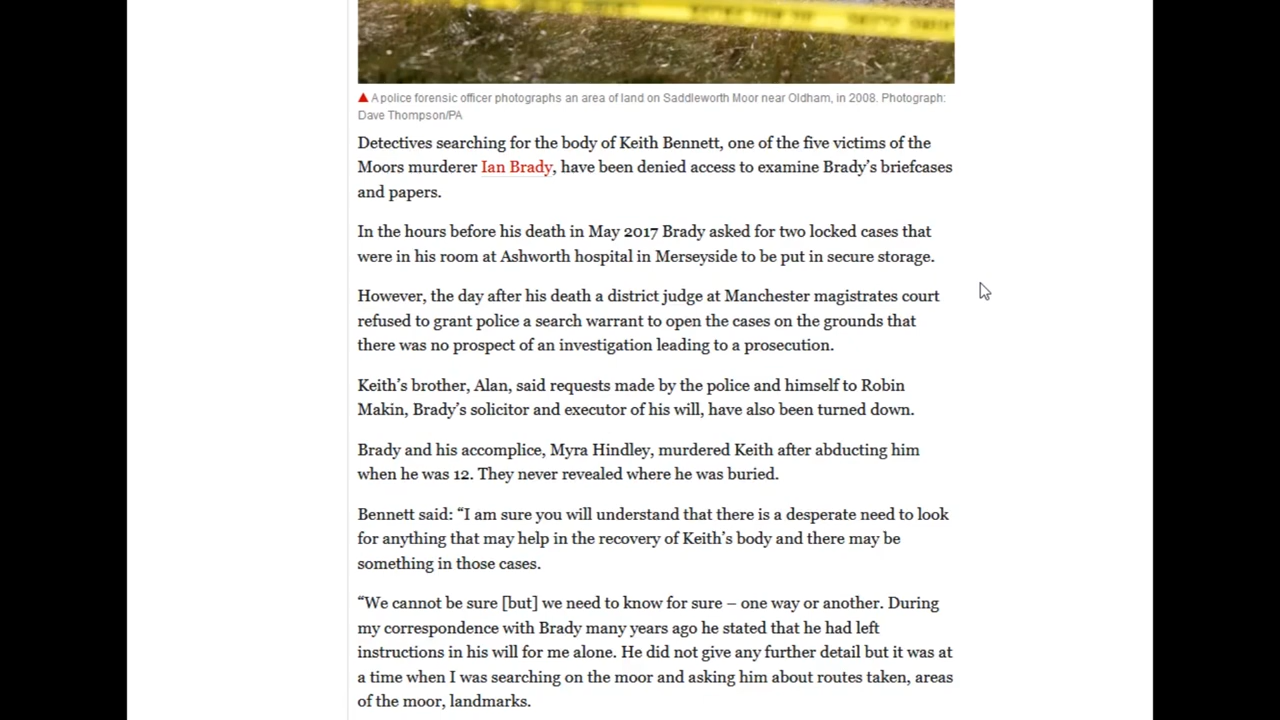 A police forensic officer photographs an area of land on Saddleworth Moor near Oldham, in 2008. Photograph:
Dave Thompson/PA
Detectives searching for the body of Keith Bennett, one of the five victims of the
Moors murderer Ian Brady, have been denied access to examine Brady’s briefcases
and papers.
In the hours before his death in May 2017 Brady asked for two locked cases that
were in his room at Ashworth hospital in Merseyside to be put in secure storage.
However, the day after his death a district judge at Manchester magistrates court
refused to grant police a search warrant to open the cases on the grounds that
there was no prospect of an investigation leading to a prosecution.
Keith’s brother, Alan, said requests made by the police and himself to Robin
Makin, Brady’s solicitor and executor of his will, have also been turned down.
Brady and his accomplice, Myra Hindley, murdered Keith after abducting him
when he was 12. They never revealed where he was buried.
Bennett said: “I am sure you will understand that there is a desperate need to look
for anything that may help in the recovery of Keith’s body and there may be
something in those cases.
“We cannot be sure [but] we need to know for sure – one way or another. During
my correspondence with Brady many years ago he stated that he had left
instructions in his will for me alone. He did not give any further detail but it was at
a time when I was searching on the moor and asking him about routes taken, areas
of the moor, landmarks.